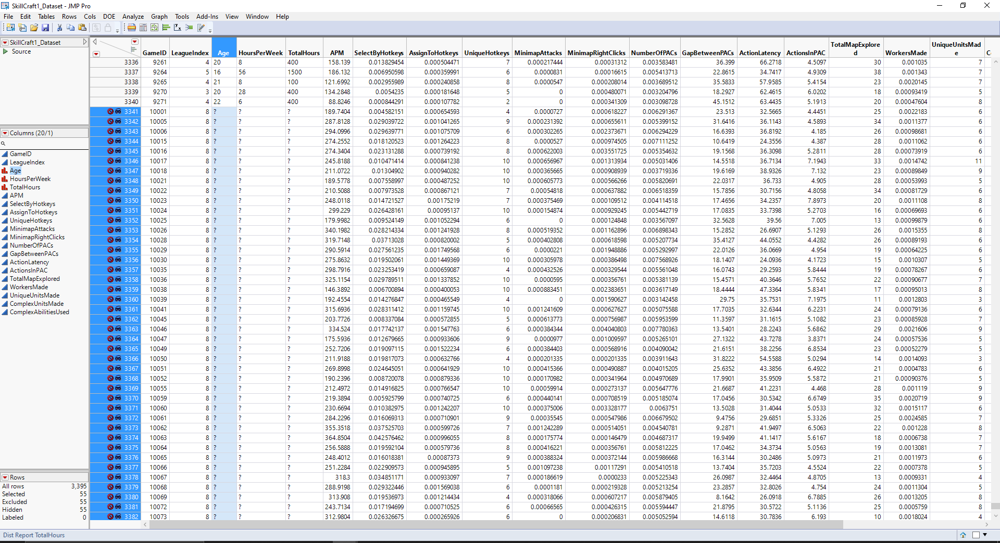 SkillCraft1_Dataset - JMP Pro
File Edit Tables Rows Cols DOE Analyze Graph Tools Add-Ins View Window Help
SkillCraft1_Dataset
Source
Columns (20/1)
GameID
LeagueIndex
Age
HoursPerWeek
TotalHours
APM
SelectByHotkeys
AssignToHotkeys
UniqueHotkeys
MinimapAttacks
MinimapRightClicks
NumberOfPACs
GapBetweenPACs
ActionLatency
ActionsInPAC
TotalMapExplored
WorkersMade
UniqueUnitsMade
ComplexUnitsMade
ComplexAbilitiesUsed
Rows
All rows 3,395
Selected 55
Excluded 55
Hidden 55
Labeled 0
GameID LeagueIndex Age HoursPerWeek TotalHours APM SelectByHotkeys AssignToHotkeys UniqueHotkeys MinimapAttacks MinimapRightClicks NumberOfPACs GapBetweenPACs ActionLatency ActionsInPAC TotalMapExplore
d WorkersMade UniqueUnitsMad
e
3336 9261 4 20 8 400 158.139 0.013829454 0.000504471 7 0.000217444 0.00031312 0.003583481 36.399 66.2718 4.5097 30 0.001035 7
3337 9264 5 16 56 1500 186.132 0.006950598 0.000359991 6 0.0000831 0.00016615 0.005413713 22.8615 34.7417 4.9309 38 0.001343 7
3338 9265 4 21 8 100 121.6992 0.002955989 0.000240858 8 0.0000547 0.000208014 0.003689512 35.5833 57.9585 5.4154 23 0.0020145 7
3339 9270 3 20 28 400 134.2848 0.0054235 0.000181648 5 0 0.000480071 0.003204796 18.2927 62.4615 6.0202 18 0.00093419 5
3340 9271 4 22 6 400 88.8246 0.000844291 0.000107782 2 0 0.000341309 0.003098728 45.1512 63.4435 5.1913 20 0.00047604 8
3341 10001 8 ? ? ? 189.7404 0.004582151 0.000654593 4 0.0000727 0.000618227 0.006291367 23.513 32.5665 4.4451 25 0.0022183 6
3342 10005 8 ? ? ? 287.8128 0.029039722 0.001041265 9 0.000231392 0.000655611 0.005399152 31.6416 36.1143 4.5893 34 0.0011377 6
3343 10006 8 ? ? ? 294.0996 0.029639771 0.001075709 6 0.000302265 0.002373671 0.006294229 16.6393 36.8192 4.185 26 0.00098681 6
3344 10015 8 ? ? ? 274.2552 0.018120523 0.001264223 8 0.0000527 0.000974505 0.007111252 10.6419 24.3556 4.387 28 0.0011062 6
3345 10016 8 ? ? ? 274.3404 0.023131288 0.000739192 8 0.000622003 0.003551725 0.005354632 19.1568 36.3098 5.2811 28 0.00073919 6
3346 10017 8 ? ? ? 245.8188 0.010471414 0.000841238 10 0.000656967 0.001313934 0.005031406 14.5518 36.7134 7.1943 33 0.0014742 11
3347 10018 8 ? ? ? 211.0722 0.01304902 0.000940282 10 0.000365665 0.000908939 0.003719336 19.6169 38.9326 7.132 23 0.00089849 9
3348 10021 8 ? ? ? 189.5778 0.007558997 0.000487252 10 0.000605773 0.000566266 0.005820691 22.0317 36.733 4.905 28 0.00053993 5
3349 10022 8 ? ? ? 210.5088 0.007973528 0.000867121 7 0.00054818 0.000637882 0.006518359 15.7856 30.7156 4.8058 34 0.00081729 6
3350 10023 8 ? ? ? 248.0118 0.014721527 0.00175219 7 0.000375469 0.000109512 0.004114518 17.4656 34.2357 7.8973 20 0.0011108 8
3351 10024 8 ? ? ? 299.229 0.026428161 0.00095137 10 0.000154874 0.000929245 0.005442719 17.0835 33.7398 5.2703 16 0.00069693 6
3352 10025 8 ? ? ? 179.9982 0.009524149 0.001052294 6 0 0.000124848 0.003567097 32.5628 39.56 7.005 13 0.00099879 6
3353 10026 8 ? ? ? 340.1982 0.028214334 0.001241928 8 0.000519352 0.001162896 0.006898343 15.2852 26.6907 5.1293 26 0.0015355 8
3354 10028 8 ? ? ? 319.7148 0.03713028 0.000820002 5 0.000402808 0.000618598 0.005207734 35.4127 44.0552 4.4282 26 0.00089193 6
3355 10029 8 ? ? ? 290.5914 0.027561235 0.001749568 6 0.0000221 0.001948886 0.005292997 22.0126 36.0669 4.954 19 0.00064225 6
3356 10030 8 ? ? ? 275.8632 0.019502061 0.001449369 10 0.000305978 0.000386498 0.007568926 18.1407 24.0936 4.1723 15 0.0010307 5
3357 10035 8 ? ? ? 298.7916 0.023253419 0.000659087 4 0.000432526 0.000329544 0.005561048 16.0743 29.2593 5.8444 19 0.00078267 6
3358 10036 8 ? ? ? 325.1154 0.029789511 0.001337852 10 0.0000595 0.000356761 0.005381139 15.4571 40.3646 5.7652 22 0.00090677 7
3359 10038 8 ? ? ? 146.3892 0.006700894 0.000400053 10 0.000883451 0.002383651 0.003617149 18.4444 47.3364 5.8341 17 0.00095013 8
3360 10039 8 ? ? ? 192.4554 0.014276847 0.000465549 4 0 0.001590627 0.003142458 29.75 35.7531 7.1975 11 0.0012803 3
3361 10041 8 ? ? ? 315.6936 0.028311412 0.001159745 10 0.001241609 0.000627627 0.005075588 17.7035 32.6344 6.2231 24 0.00079136 6
3362 10045 8 ? ? ? 203.7726 0.008337084 0.000572855 5 0.000613773 0.000756987 0.005953599 11.3597 31.1615 5.1082 23 0.00085928 7
3363 10046 8 ? ? ? 334.524 0.017742137 0.001547763 6 0.000384344 0.004040803 0.007780363 13.5401 28.2243 5.6862 29 0.0021606 9
3364 10047 8 ? ? ? 175.5936 0.012679665 0.000933606 9 0.0000977 0.001009597 0.005265101 27.1322 43.7278 3.8371 24 0.00057536 5
3365 10049 8 ? ? ? 252.7206 0.019097115 0.001522234 6 0.000384403 0.000568916 0.004090042 21.6151 38.2256 6.8534 23 0.00052279 5
3366 10050 8 ? ? ? 211.9188 0.019817073 0.000632766 4 0.000201335 0.000201335 0.003911643 31.8222 54.5588 5.0294 14 0.0014093 3
3367 10051 8 ? ? ? 269.8998 0.024645051 0.000641929 10 0.000415366 0.000490887 0.004015205 25.6352 43.3856 6.4922 21 0.0004783 6
3368 10052 8 ? ? ? 190.2396 0.008720078 0.000879336 10 0.000170982 0.000341964 0.004970689 17.9901 35.9509 5.5872 21 0.00090376 5
3369 10055 8 ? ? ? 212.4972 0.014916825 0.000766547 10 0.00059914 0.000273137 0.005647776 21.6687 41.2231 4.468 28 0.001119 9
3370 10059 8 ? ? ? 219.3894 0.005925799 0.000740725 6 0.000440141 0.000708519 0.005185074 17.0456 30.5342 6.6749 35 0.0020719 9
3371 10060 8 ? ? ? 230.6694 0.010382975 0.001242207 10 0.000375006 0.003328177 0.0063751 13.5028 31.4044 5.0533 32 0.0015117 6
3372 10061 8 ? ? ? 284.2296 0.016069313 0.000710901 9 0.00035545 0.000547986 0.006679502 9.4756 29.6851 5.3326 25 0.0024585 7
3373 10062 8 ? ? ? 355.3518 0.037525703 0.000599726 7 0.001242289 0.000514051 0.004540781 9.2871 41.9497 6.5063 22 0.001228 8
3374 10063 8 ? ? ? 364.8504 0.042576462 0.000996055 8 0.000175774 0.000146479 0.004687317 19.9499 41.1417 5.6167 18 0.0006738 7
3375 10064 8 ? ? ? 256.5888 0.019592104 0.000579736 8 0.000416221 0.000356761 0.005812225 17.0462 34.3734 5.0563 19 0.0013081 7
3376 10065 8 ? ? ? 248.4012 0.016018381 0.00087373 9 0.000388324 0.000372144 0.005986668 16.3144 30.2486 5.0973 21 0.0011973 6
3377 10066 8 ? ? ? 251.2284 0.022909573 0.000945895 5 0.001097238 0.00117291 0.005410518 13.7404 35.7203 4.5524 22 0.0007378 5
3378 10067 8 ? ? ? 318.3 0.034851171 0.000933097 7 0.000186619 0.0000233 0.005225343 26.0987 32.4464 4.8705 13 0.0009331 4
3379 10068 8 ? ? ? 288.9198 0.029322446 0.001569038 6 0.0001181 0.000219328 0.005213254 23.2857 32.8026 4.754 24 0.0011304 5
3380 10069 8 ? ? ? 313.908 0.019536973 0.001214434 4 0.000318066 0.000607217 0.005879405 8.1642 26.0918 6.7885 26 0.0013205 8
3381 10072 8 ? ? ? 243.7134 0.017194699 0.000710525 6 0.00066565 0.000426315 0.005594447 21.8795 30.5722 5.1136 25 0.0005759 8
3382 10073 8 ? ? ? 312.9804 0.026326675 0.000265926 6 0 0.000206831 0.005052594 14.6118 30.7836 6.193 10 0.0018024 4
Dist Report TotalHours